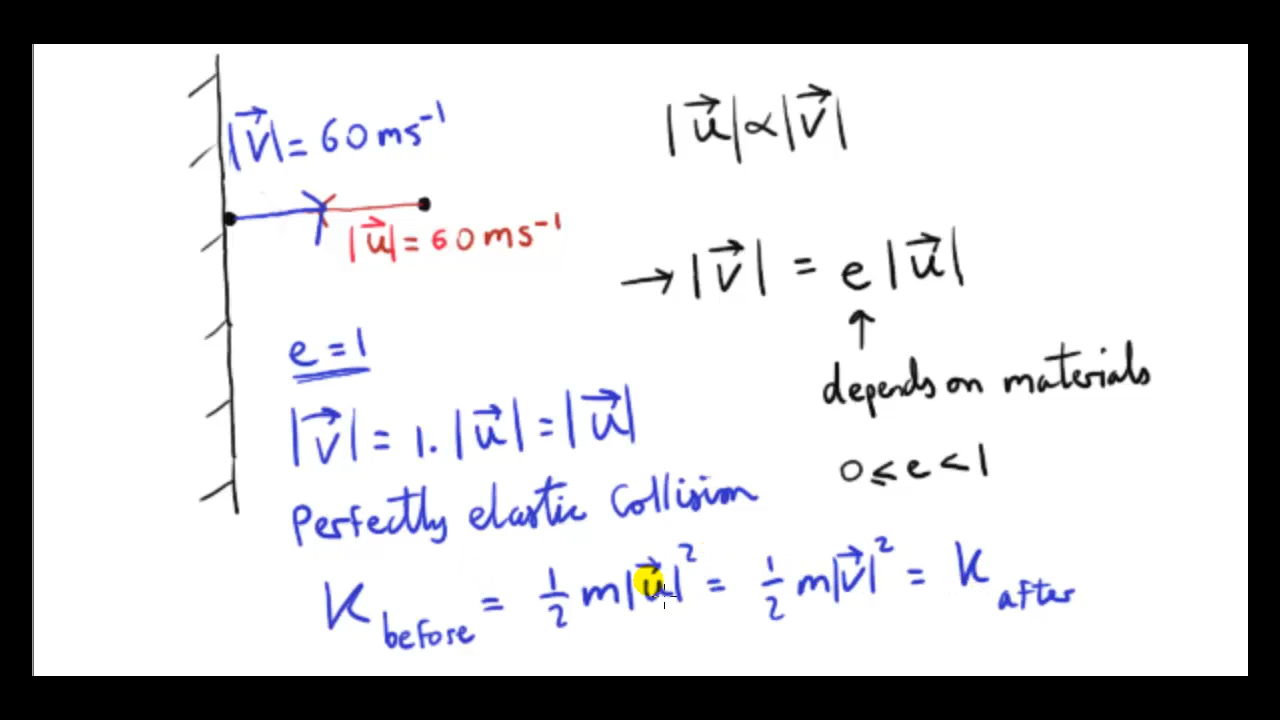 |v⃗| = 60 ms⁻¹
|u⃗| = 60 ms⁻¹
|u⃗| ∝ |v⃗|
→ |v⃗| = e |u⃗|
↑
depends on materials
0 ≤ e < 1
e = 1
|v⃗| = 1. |u⃗| = |u⃗|
Perfectly elastic Collision
K before = 1/2 m|u⃗|² = 1/2 m|v⃗|² = K after